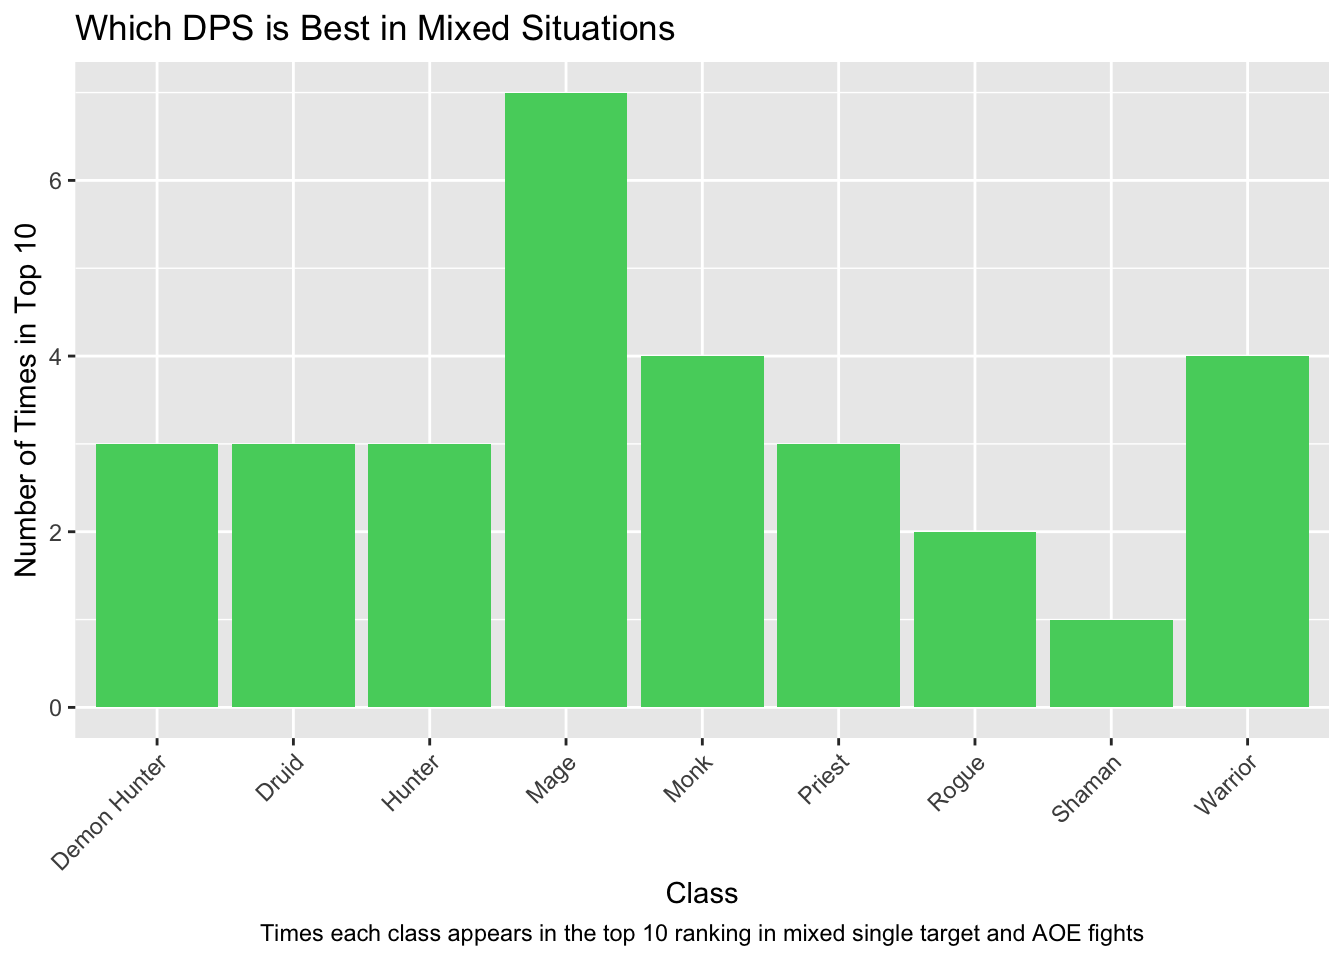 Which DPS is Best in Mixed Situations
Number of Times in Top 10
6
4
2
0
Demon Hunter
Druid
Hunter
Mage
Monk
Priest
Rogue
Shaman
Warrior
Class
Times each class appears in the top 10 ranking in mixed single target and AOE fights